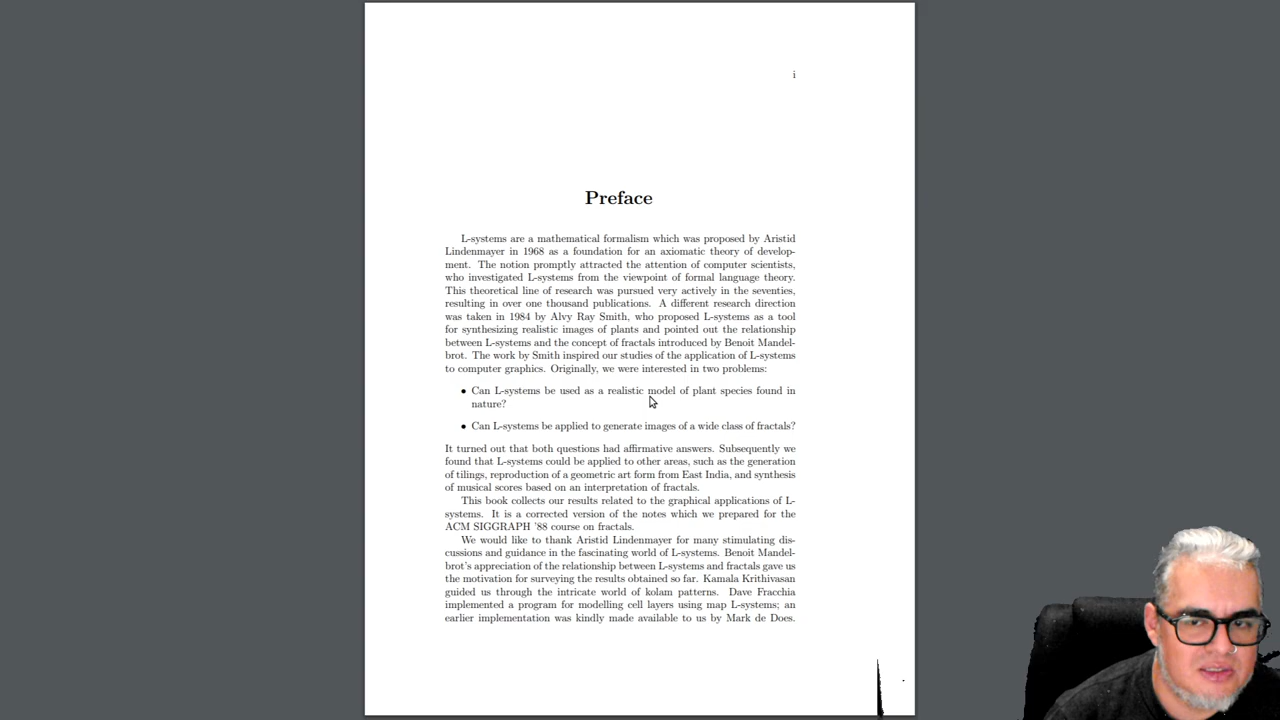 i
Preface
L-systems are a mathematical formalism which was proposed by Aristid
Lindenmayer in 1968 as a foundation for an axiomatic theory of develop-
ment. The notion promptly attracted the attention of computer scientists,
who investigated L-systems from the viewpoint of formal language theory.
This theoretical line of research was pursued very actively in the seventies,
resulting in over one thousand publications. A different research direction
was taken in 1984 by Alvy Ray Smith, who proposed L-systems as a tool
for synthesizing realistic images of plants and pointed out the relationship
between L-systems and the concept of fractals introduced by Benoit Mandel-
brot. The work by Smith inspired our studies of the application of L-systems
to computer graphics. Originally, we were interested in two problems:
• Can L-systems be used as a realistic model of plant species found in
nature?
• Can L-systems be applied to generate images of a wide class of fractals?
It turned out that both questions had affirmative answers. Subsequently we
found that L-systems could be applied to other areas, such as the generation
of tilings, reproduction of a geometric art form from East India, and synthesis
of musical scores based on an interpretation of fractals.
This book collects our results related to the graphical applications of L-
systems. It is a corrected version of the notes which we prepared for the
ACM SIGGRAPH '88 course on fractals.
We would like to thank Aristid Lindenmayer for many stimulating dis-
cussions and guidance in the fascinating world of L-systems. Benoit Mandel-
brot's appreciation of the relationship between L-systems and fractals gave us
the motivation for surveying the results obtained so far. Kamala Krithivasan
guided us through the intricate world of kolam patterns. Dave Fracchia
implemented a program for modelling cell layers using map L-systems; an
earlier implementation was kindly made available to us by Mark de Does.